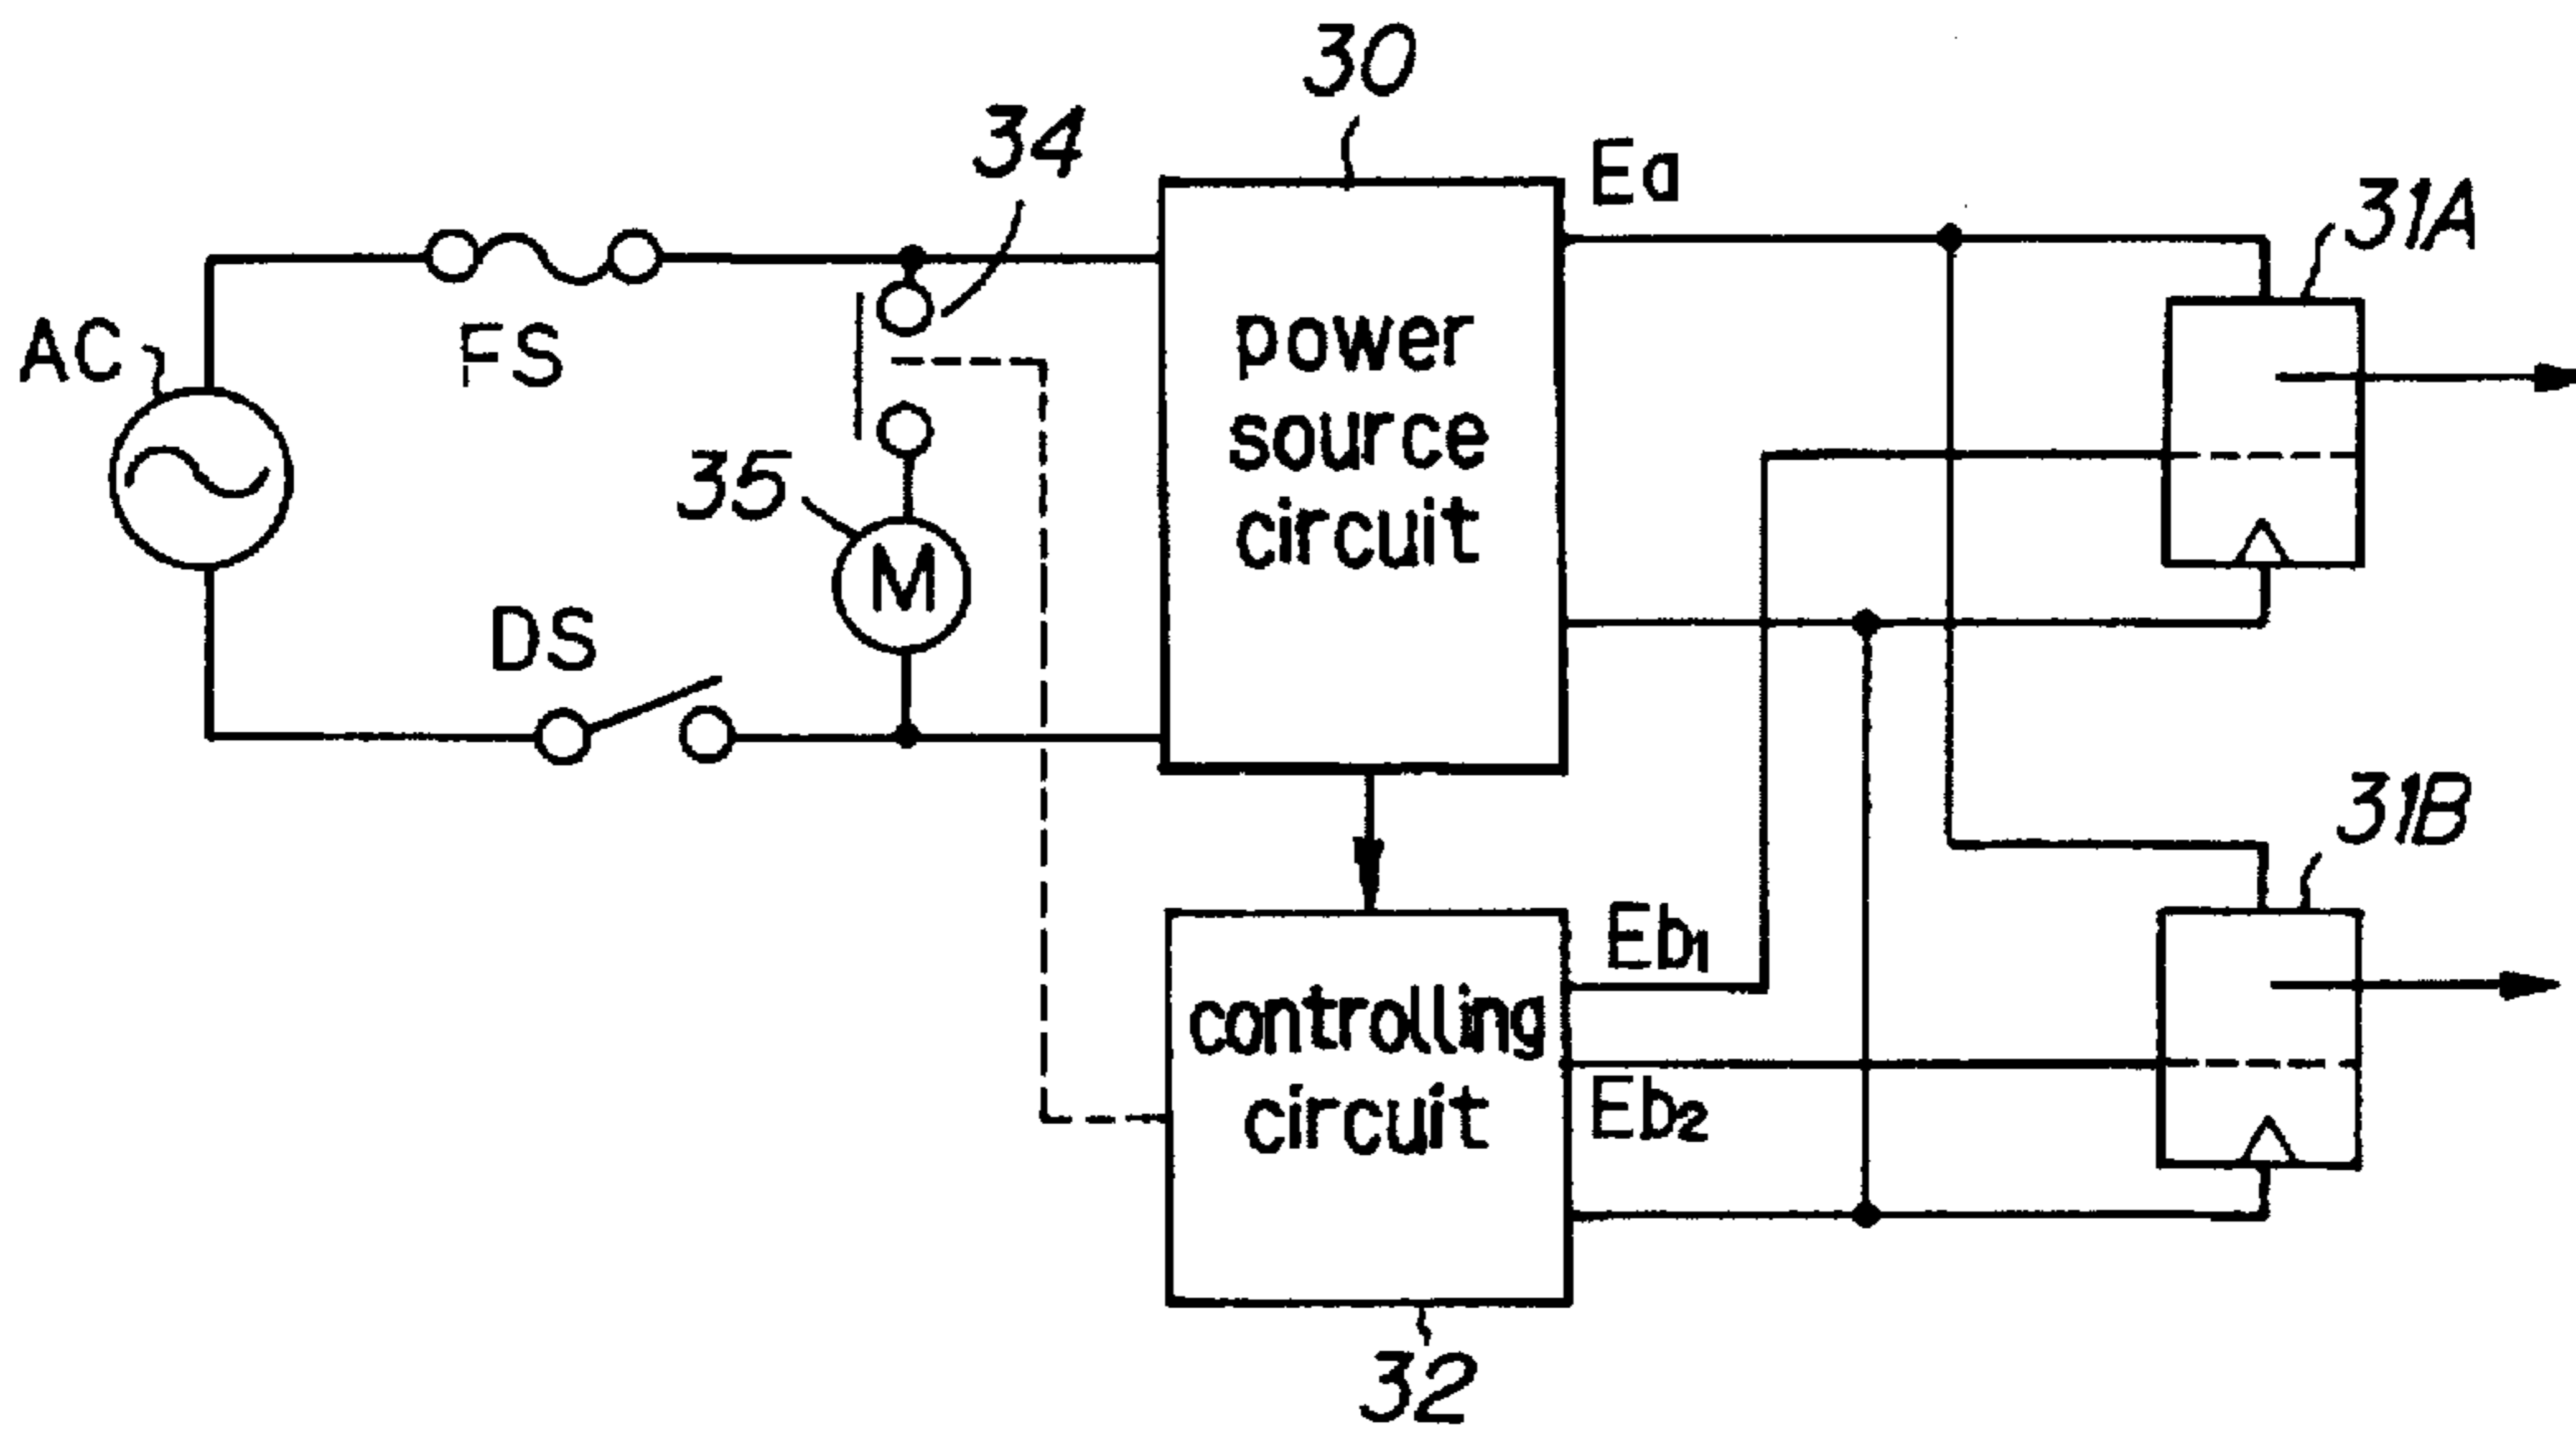 30
34
Ea
31A
AC
FS
power
source
circuit
35
M
DS
31B
Eb1
controlling
circuit
Eb2
32